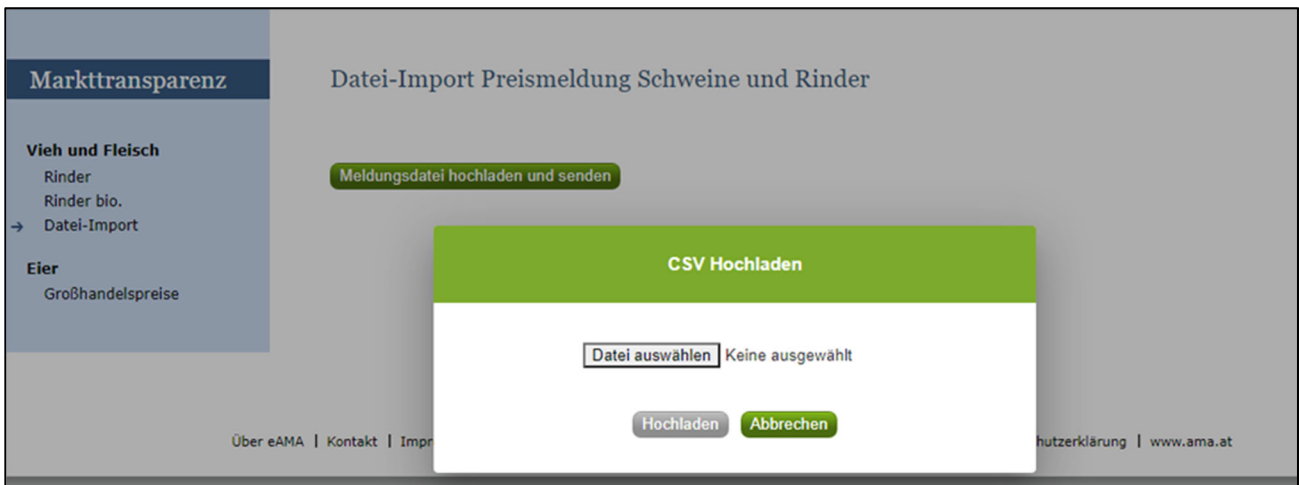 Markttransparenz
Datei-Import Preismeldung Schweine und Rinder
Vieh und Fleisch
Rinder
Rinder bio.
→ Datei-Import
Eier
Großhandelspreise
Meldungsdatei hochladen und senden
CSV Hochladen
Datei auswählen Keine ausgewählt
Hochladen Abbrechen
Über eAMA | Kontakt | Impr
hutzerklärung | www.ama.at